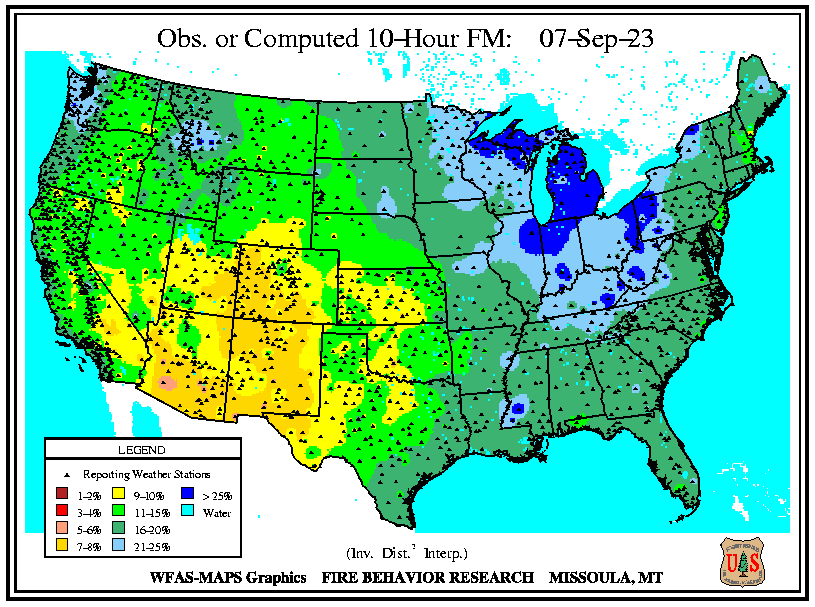 Obs. or Computed 10-Hour FM: 07-Sep-23
LEGEND
Reporting Weather Stations
1-2% 9-10% > 25%
3-4% 11-15% Water
5-6% 16-20%
7-8% 21-25%
(Inv. Dist.² Interp.)
WFAS-MAPS Graphics FIRE BEHAVIOR RESEARCH MISSOULA, MT
U S